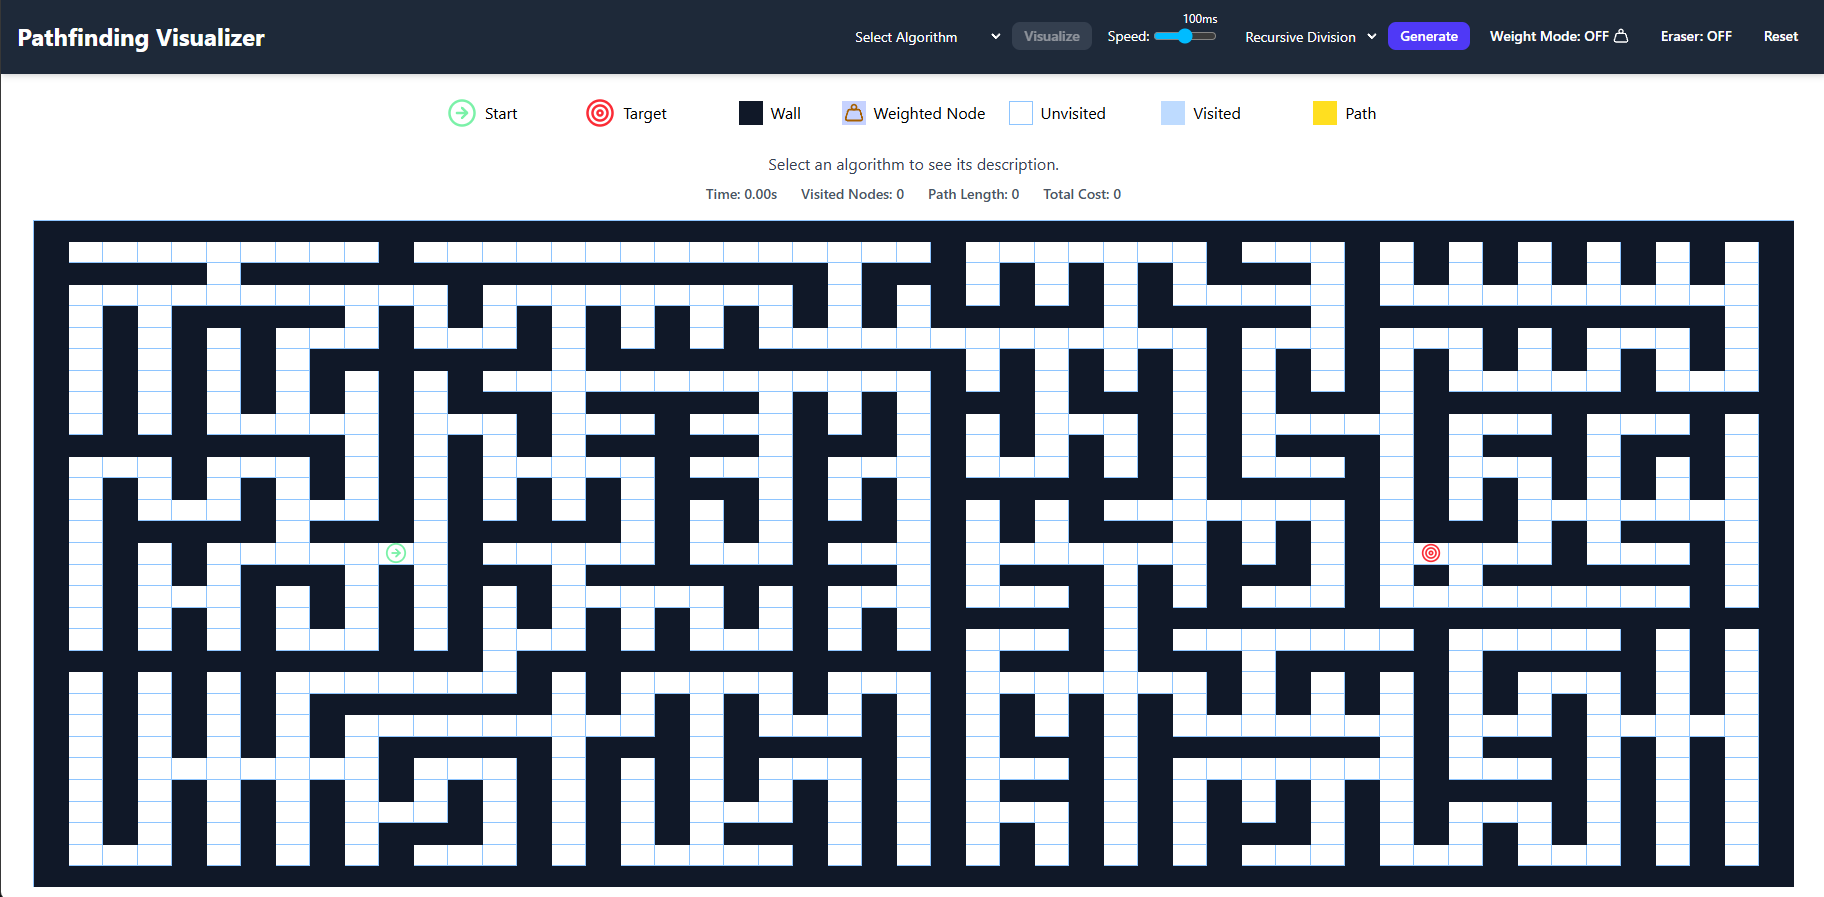 Pathfinding Visualizer
Select Algorithm
Visualize
Speed:
100ms
Recursive Division
Generate
Weight Mode: OFF
Eraser: OFF
Reset
Start
Target
Wall
Weighted Node
Unvisited
Visited
Path
Select an algorithm to see its description.
Time: 0.00s Visited Nodes: 0 Path Length: 0 Total Cost: 0